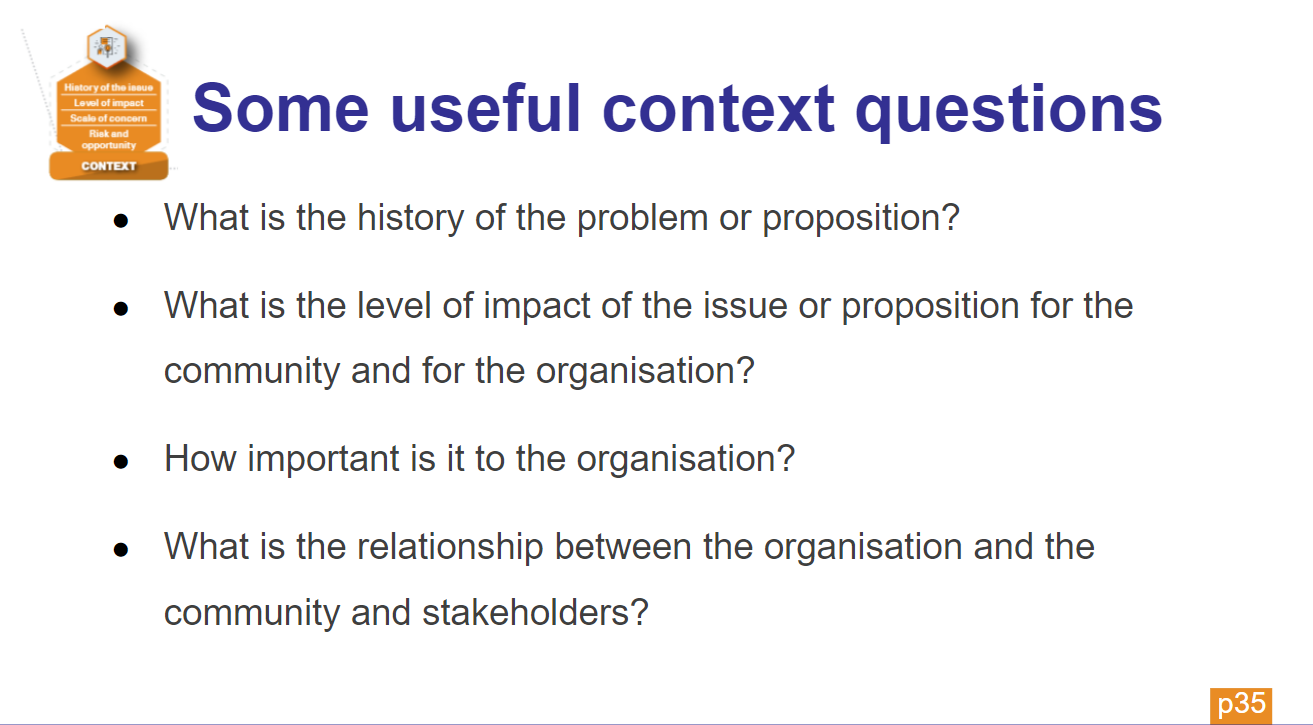 History of the issue
Level of impact
Scale of concern
Risk and
opportunity
CONTEXT
Some useful context questions
● What is the history of the problem or proposition?
● What is the level of impact of the issue or proposition for the
community and for the organisation?
● How important is it to the organisation?
● What is the relationship between the organisation and the
community and stakeholders?
p35